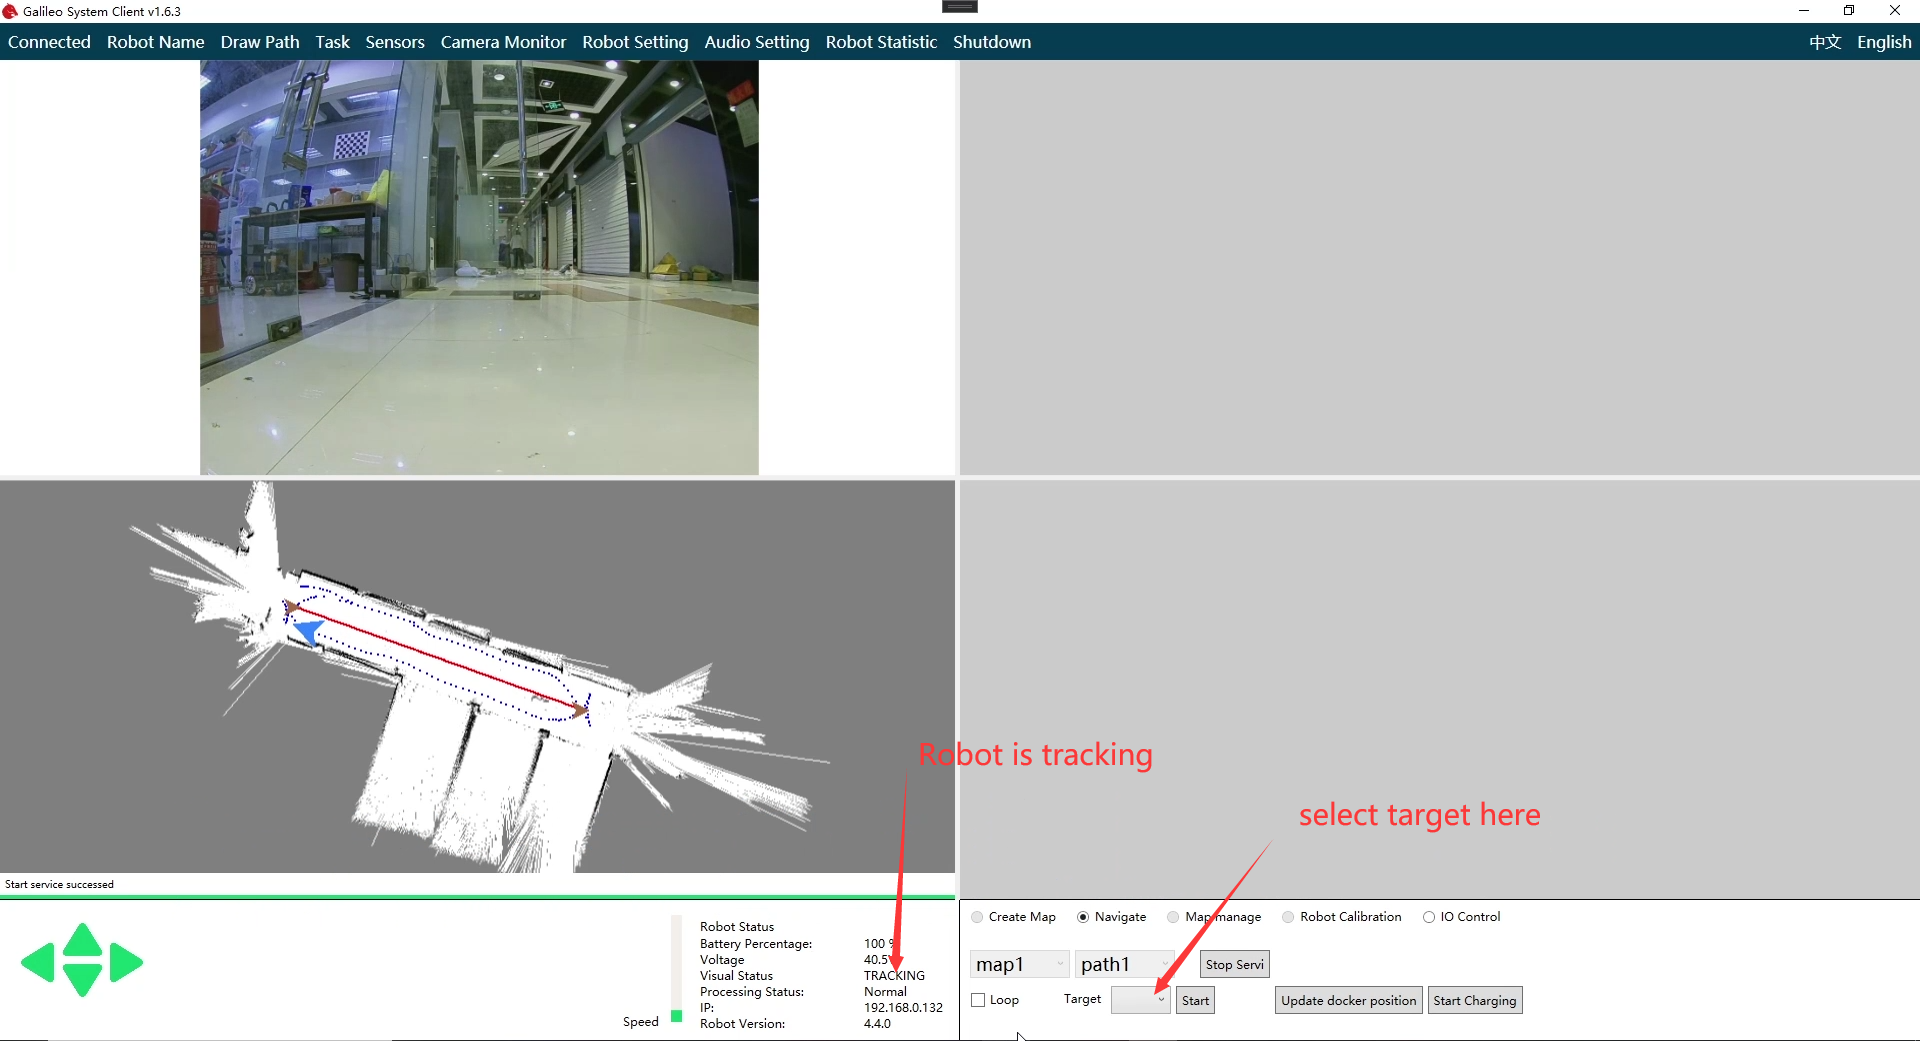 Galileo System Client v1.6.3
Connected Robot Name Draw Path Task Sensors Camera Monitor Robot Setting Audio Setting Robot Statistic Shutdown 中文 English
Robot is tracking
select target here
Start service successed
Robot Status
Battery Percentage: 100 %
Voltage 40.5
Visual Status TRACKING
Processing Status: Normal
IP: 192.168.0.132
Robot Version: 4.4.0
Speed
Create Map Navigate Map manage Robot Calibration IO Control
map1 path1 Stop Servi
Loop Target Start Update docker position Start Charging